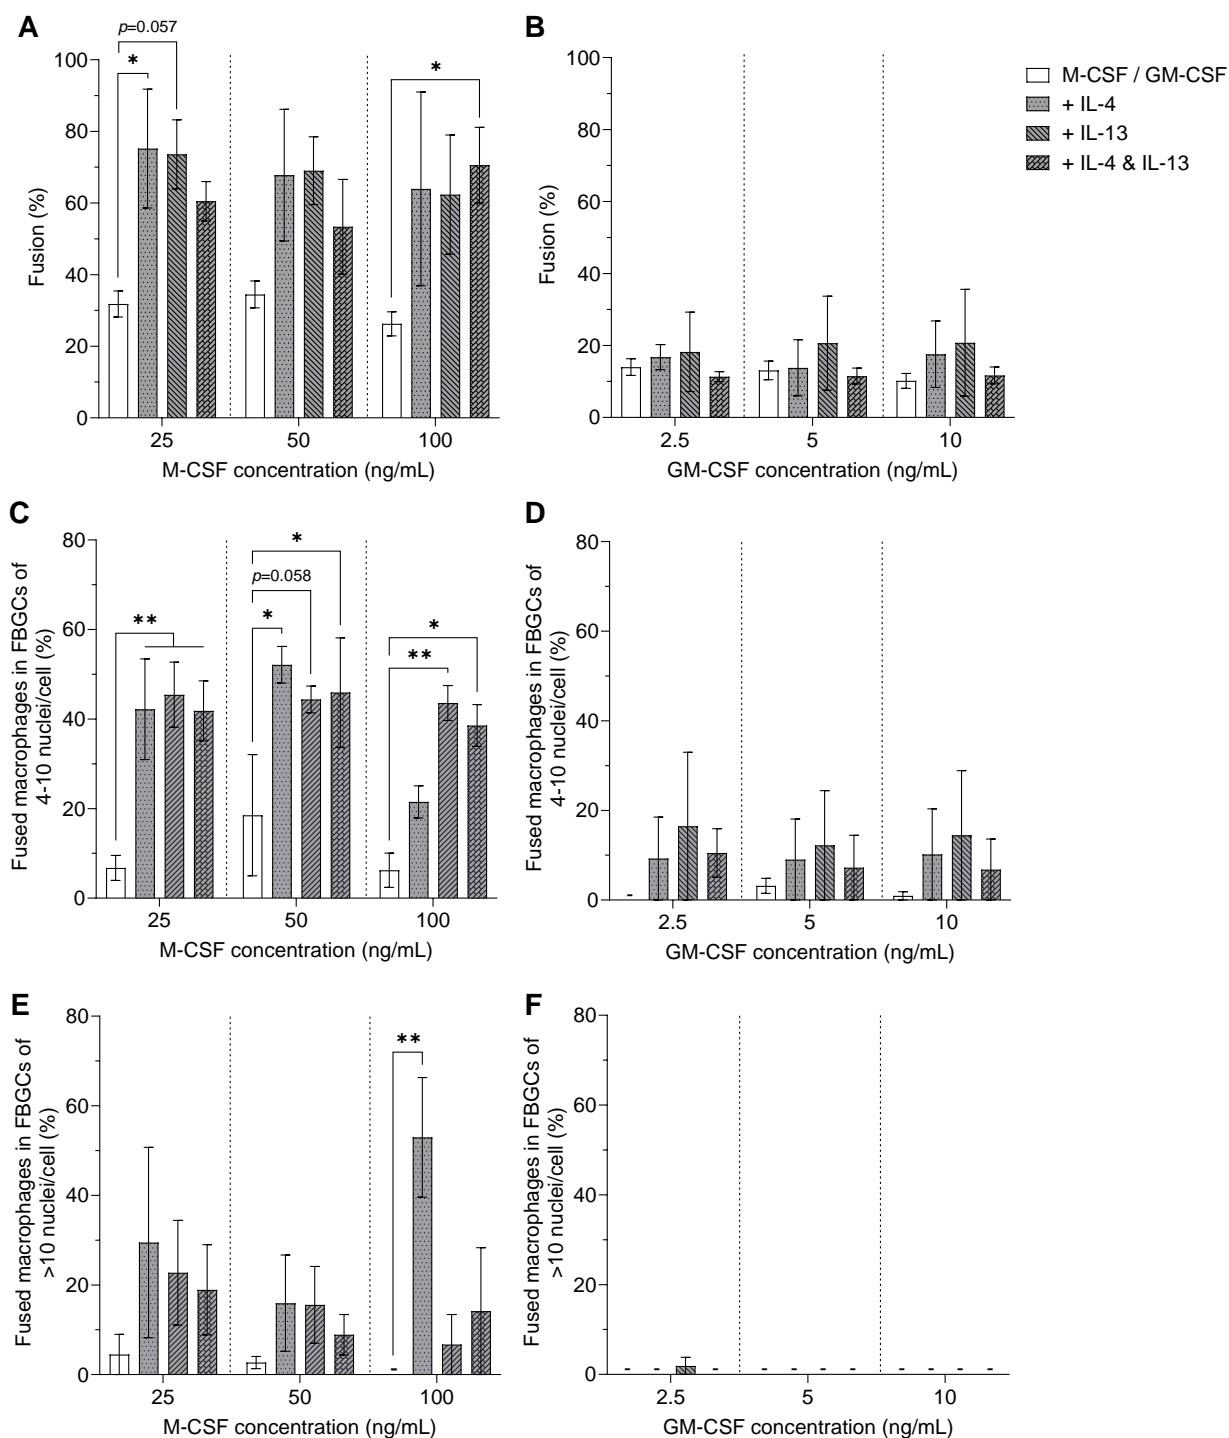 A
p=0.057
*
*
100
80
60
40
20
0
Fusion (%)
25
50
100
M-CSF concentration (ng/mL)
B
100
80
60
40
20
0
Fusion (%)
2.5
5
10
GM-CSF concentration (ng/mL)
M-CSF / GM-CSF
+ IL-4
+ IL-13
+ IL-4 & IL-13
C
80
60
40
20
0
Fused macrophages in FBGCs of
4-10 nuclei/cell (%)
**
*
p=0.058
*
*
**
25
50
100
M-CSF concentration (ng/mL)
D
80
60
40
20
0
Fused macrophages in FBGCs of
4-10 nuclei/cell (%)
-
2.5
5
10
GM-CSF concentration (ng/mL)
E
80
60
40
20
0
Fused macrophages in FBGCs of
>10 nuclei/cell (%)
**
-
25
50
100
M-CSF concentration (ng/mL)
F
80
60
40
20
0
Fused macrophages in FBGCs of
>10 nuclei/cell (%)
- - - - - - - - - - -
2.5
5
10
GM-CSF concentration (ng/mL)